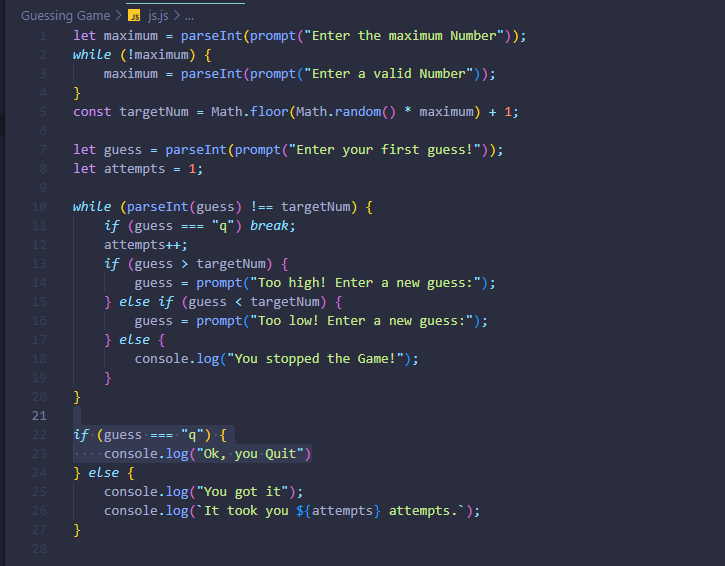 Guessing Game > JS js.js > ...
1 let maximum = parseInt(prompt("Enter the maximum Number"));
2 while (!maximum) {
3     maximum = parseInt(prompt("Enter a valid Number"));
4 }
5 const targetNum = Math.floor(Math.random() * maximum) + 1;
6
7 let guess = parseInt(prompt("Enter your first guess!"));
8 let attempts = 1;
9
10 while (parseInt(guess) !== targetNum) {
11     if (guess === "q") break;
12     attempts++;
13     if (guess > targetNum) {
14         guess = prompt("Too high! Enter a new guess:");
15     } else if (guess < targetNum) {
16         guess = prompt("Too low! Enter a new guess:");
17     } else {
18         console.log("You stopped the Game!");
19     }
20 }
21
22 if (guess === "q") {
23     console.log("Ok, you Quit")
24 } else {
25     console.log("You got it");
26     console.log(`It took you ${attempts} attempts.`);
27 }
28